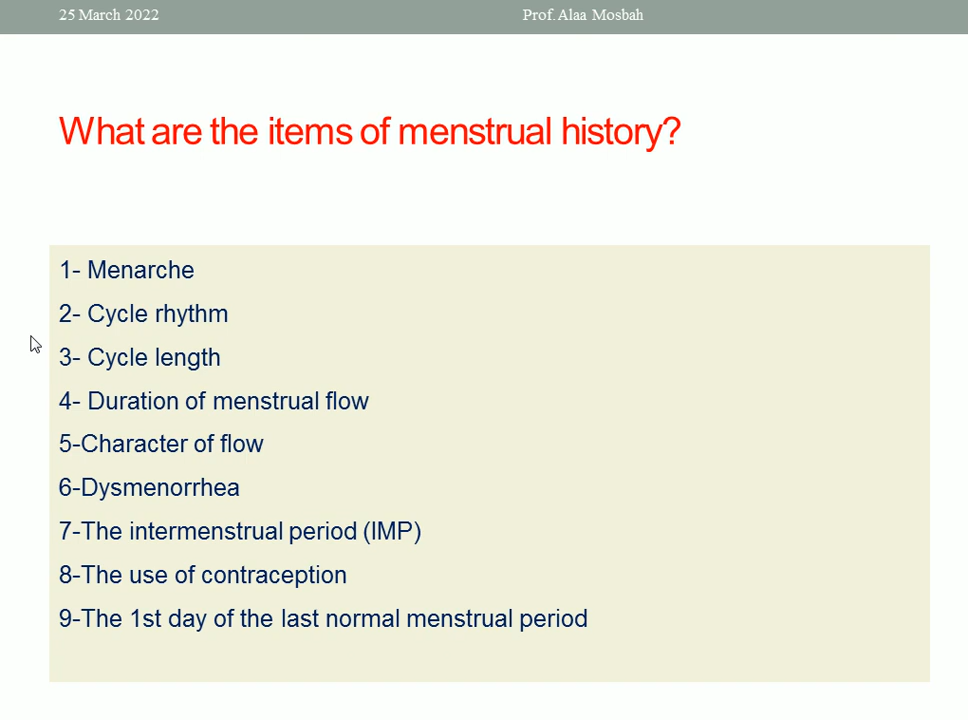 25 March 2022
Prof. Alaa Mosbah
What are the items of menstrual history?
1- Menarche
2- Cycle rhythm
3- Cycle length
4- Duration of menstrual flow
5-Character of flow
6-Dysmenorrhea
7-The intermenstrual period (IMP)
8-The use of contraception
9-The 1st day of the last normal menstrual period